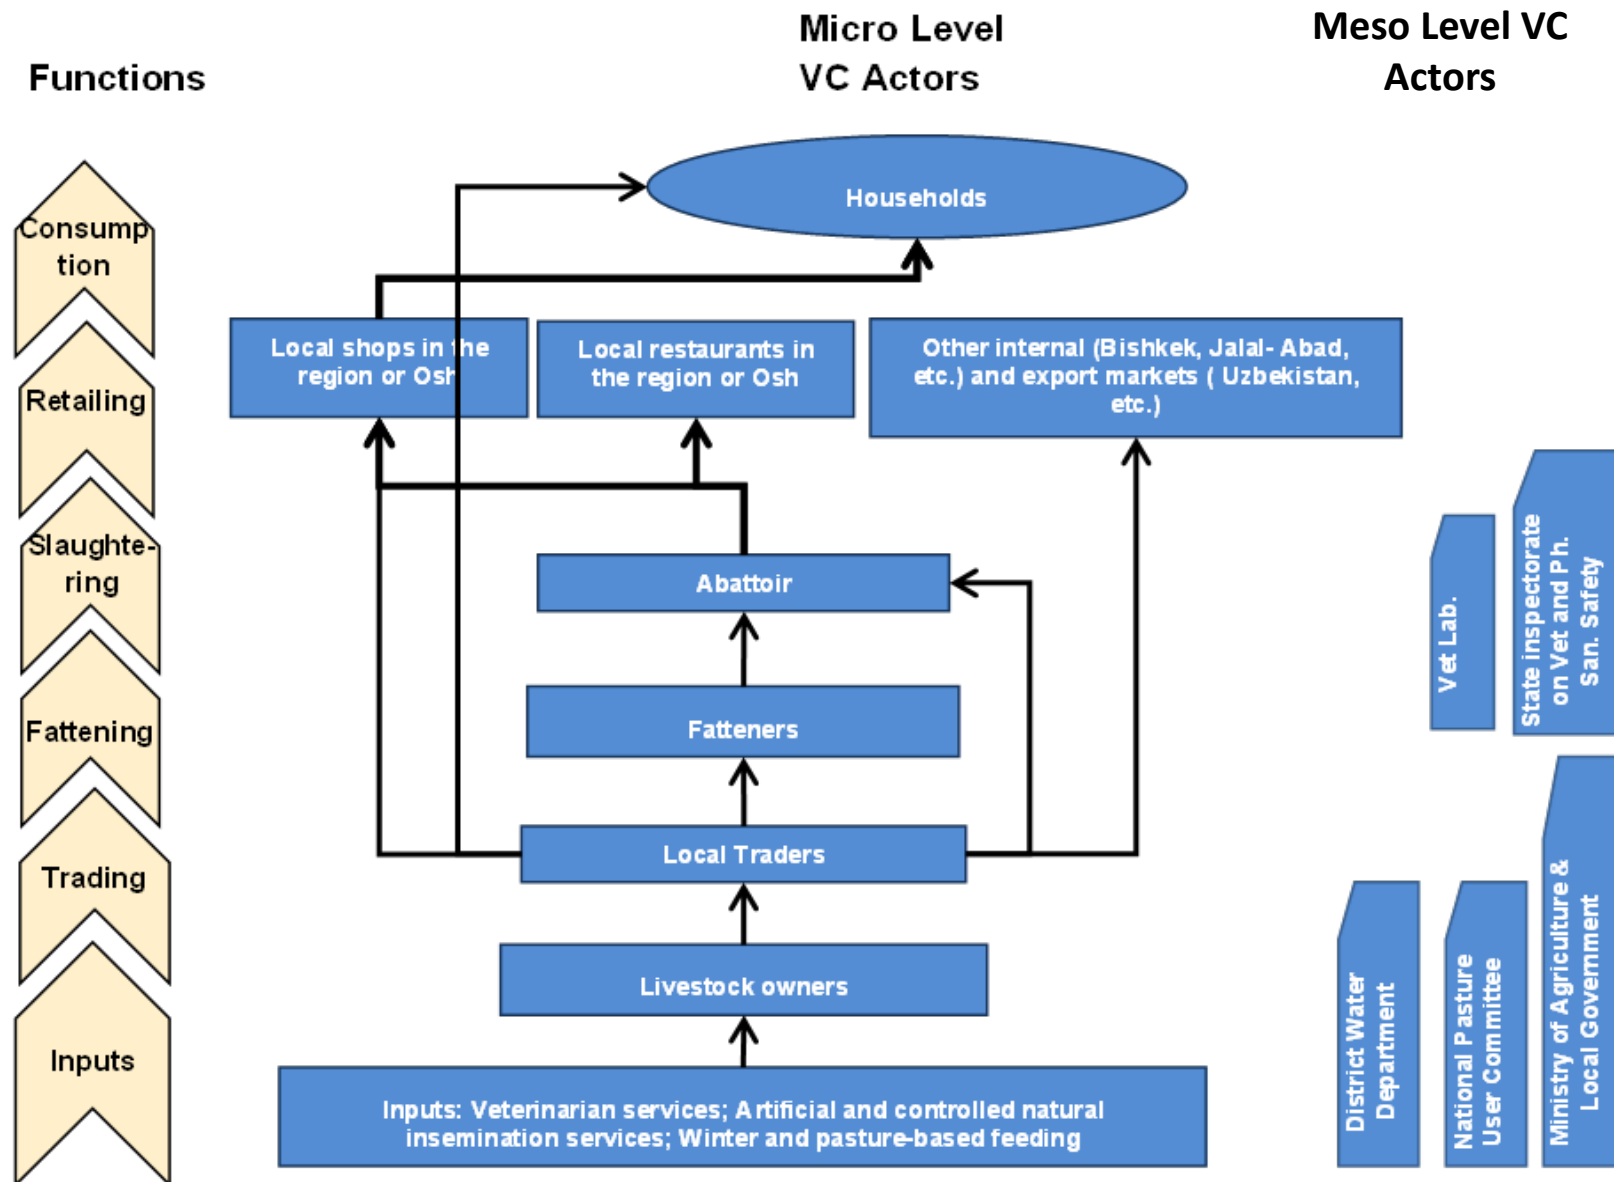 Functions
Micro Level
VC Actors
Meso Level VC
Actors
Consump
tion
Retailing
Slaughte-
ring
Fattening
Trading
Inputs
Households
Local shops in the
region or Osh
Local restaurants in
the region or Osh
Other internal (Bishkek, Jalal- Abad,
etc.) and export markets ( Uzbekistan,
etc.)
Abattoir
Fatteners
Local Traders
Livestock owners
Inputs: Veterinarian services; Artificial and controlled natural
insemination services; Winter and pasture-based feeding
Vet Lab.
State inspectorate
on Vet and Ph.
San. Safety
District Water
Department
National Pasture
User Committee
Ministry of Agriculture &
Local Government